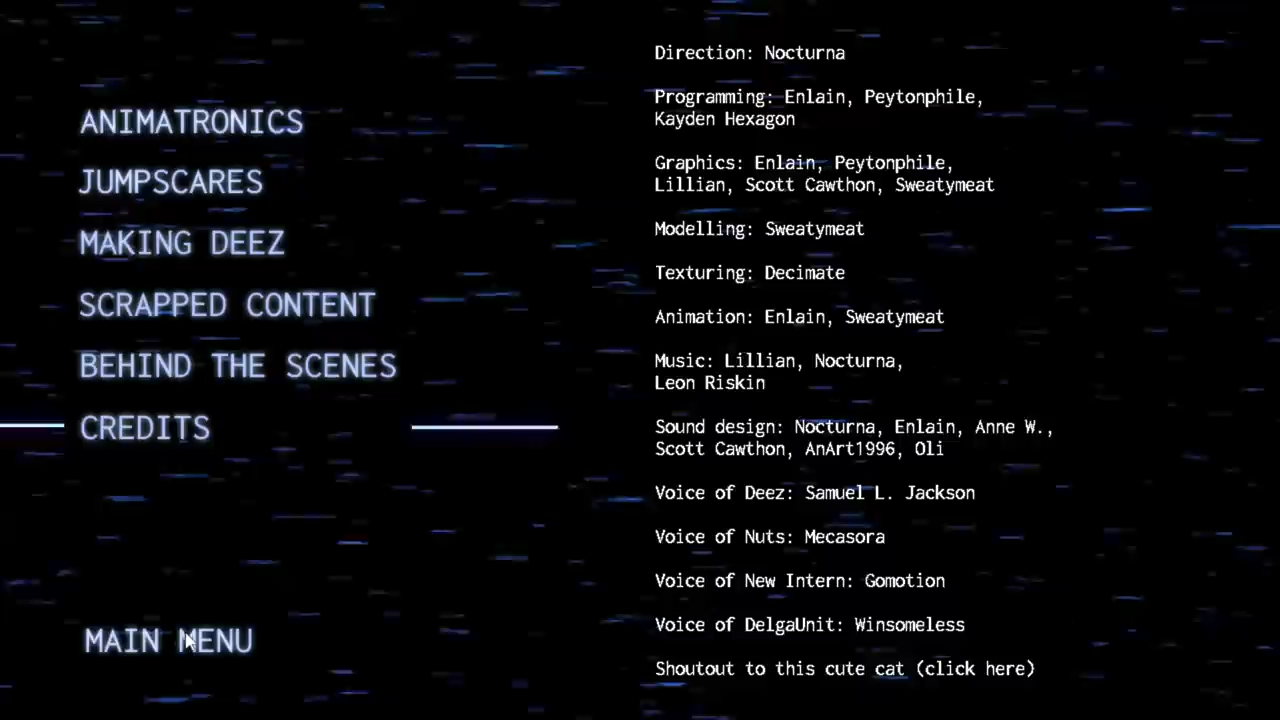 ANIMATRONICS
JUMPSCARES
MAKING DEEZ
SCRAPPED CONTENT
BEHIND THE SCENES
CREDITS
MAIN MENU
Direction: Nocturna
Programming: Enlain, Peytonphile,
Kayden Hexagon
Graphics: Enlain, Peytonphile,
Lillian, Scott Cawthon, Sweatymeat
Modelling: Sweatymeat
Texturing: Decimate
Animation: Enlain, Sweatymeat
Music: Lillian, Nocturna,
Leon Riskin
Sound design: Nocturna, Enlain, Anne W.,
Scott Cawthon, AnArt1996, Oli
Voice of Deez: Samuel L. Jackson
Voice of Nuts: Mecasora
Voice of New Intern: Gomotion
Voice of DelgaUnit: Winsomeless
Shoutout to this cute cat (click here)